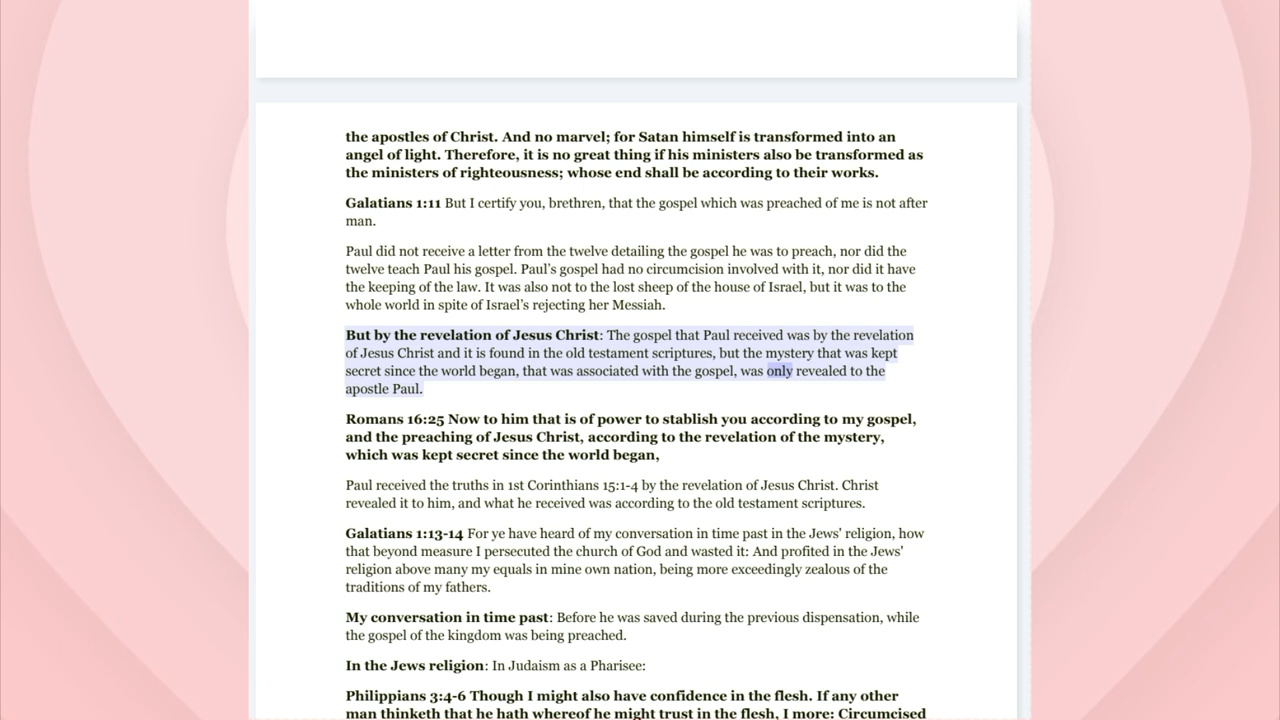 the apostles of Christ. And no marvel; for Satan himself is transformed into an
angel of light. Therefore, it is no great thing if his ministers also be transformed as
the ministers of righteousness; whose end shall be according to their works.
Galatians 1:11 But I certify you, brethren, that the gospel which was preached of me is not after
man.
Paul did not receive a letter from the twelve detailing the gospel he was to preach, nor did the
twelve teach Paul his gospel. Paul's gospel had no circumcision involved with it, nor did it have
the keeping of the law. It was also not to the lost sheep of the house of Israel, but it was to the
whole world in spite of Israel's rejecting her Messiah.
But by the revelation of Jesus Christ: The gospel that Paul received was by the revelation
of Jesus Christ and it is found in the old testament scriptures, but the mystery that was kept
secret since the world began, that was associated with the gospel, was only revealed to the
apostle Paul.
Romans 16:25 Now to him that is of power to stablish you according to my gospel,
and the preaching of Jesus Christ, according to the revelation of the mystery,
which was kept secret since the world began,
Paul received the truths in 1st Corinthians 15:1-4 by the revelation of Jesus Christ. Christ
revealed it to him, and what he received was according to the old testament scriptures.
Galatians 1:13-14 For ye have heard of my conversation in time past in the Jews' religion, how
that beyond measure I persecuted the church of God and wasted it: And profited in the Jews'
religion above many my equals in mine own nation, being more exceedingly zealous of the
traditions of my fathers.
My conversation in time past: Before he was saved during the previous dispensation, while
the gospel of the kingdom was being preached.
In the Jews religion: In Judaism as a Pharisee:
Philippians 3:4-6 Though I might also have confidence in the flesh. If any other
man thinketh that he hath whereof he might trust in the flesh, I more: Circumcised